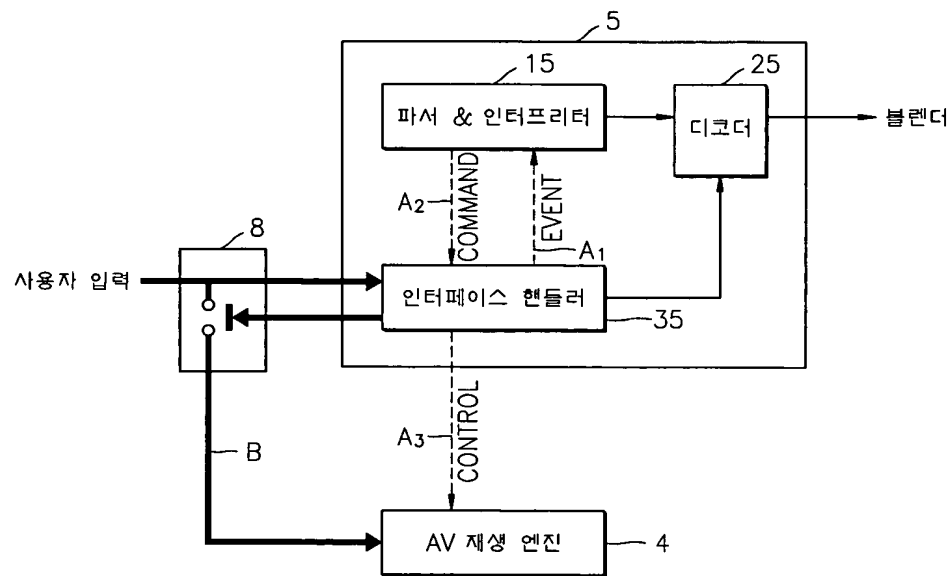 5
15
25
파서 & 인터프리터
디코더
블렌더
A2
COMMAND
EVENT
A1
8
사용자 입력
인터페이스 핸들러
35
A3
CONTROL
B
AV 재생 엔진
4